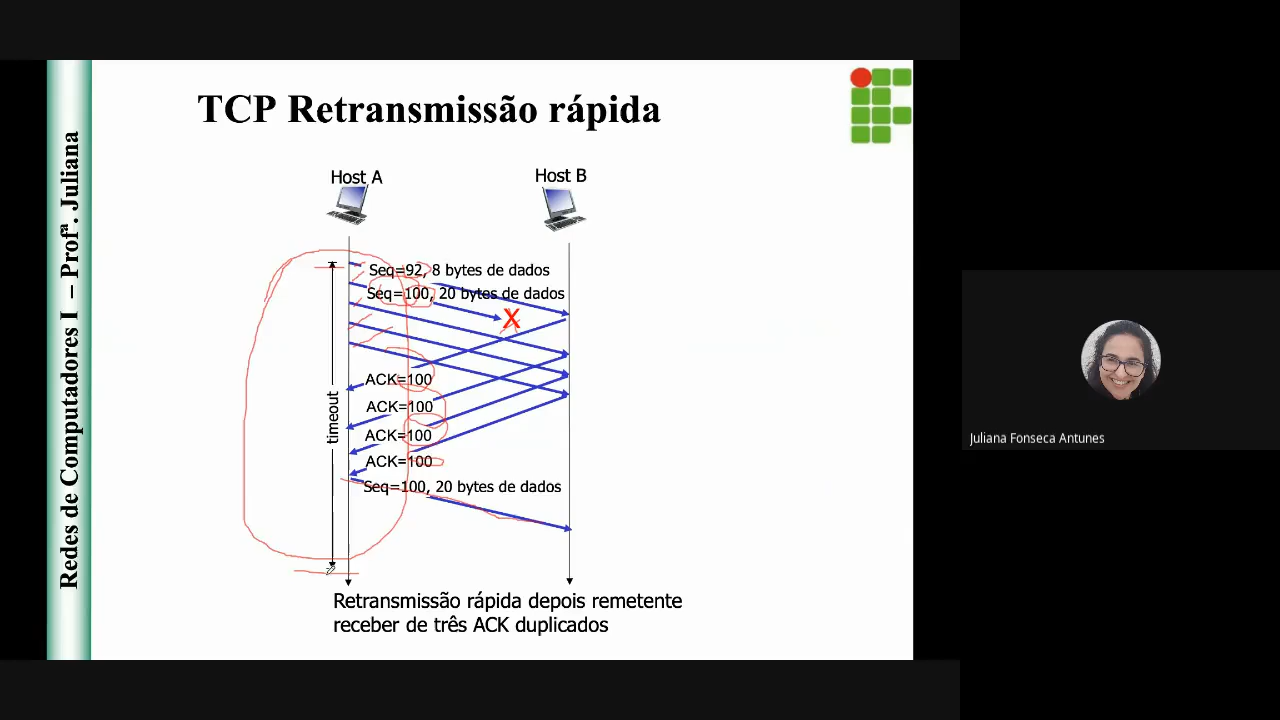 TCP Retransmissão rápida
Redes de Computadores I – Profª. Juliana
Host A
Host B
Seq=92, 8 bytes de dados
Seq=100, 20 bytes de dados
X
timeout
ACK=100
ACK=100
ACK=100
ACK=100
Seq=100, 20 bytes de dados
Retransmissão rápida depois remetente
receber de três ACK duplicados
Juliana Fonseca Antunes